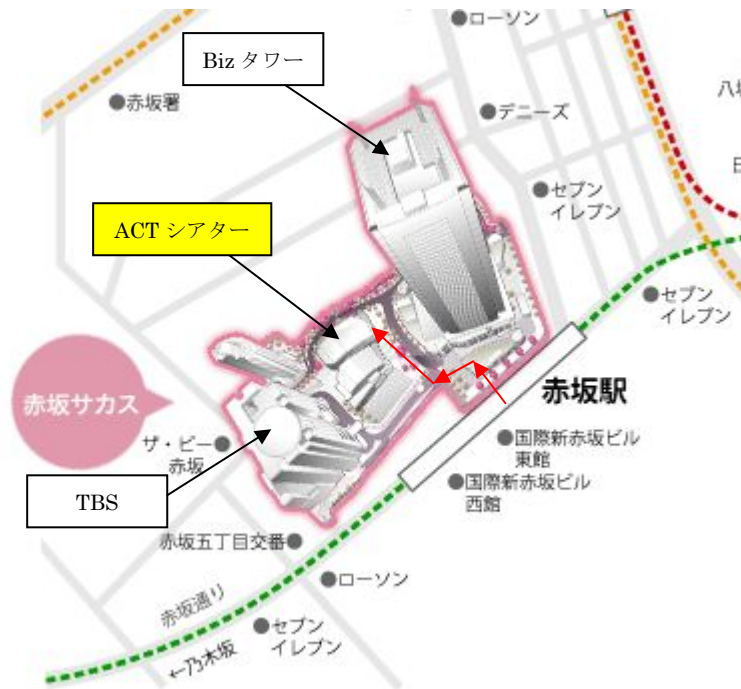 ローソン
Biz タワー
赤坂署
デニーズ
セブン
イレブン
ACT シアター
セブン
イレブン
赤坂サカス
赤坂駅
国際新赤坂ビル
東館
ザ・ビー
赤坂
国際新赤坂ビル
西館
TBS
赤坂五丁目交番
ローソン
赤坂通り
セブン
イレブン
←乃木坂